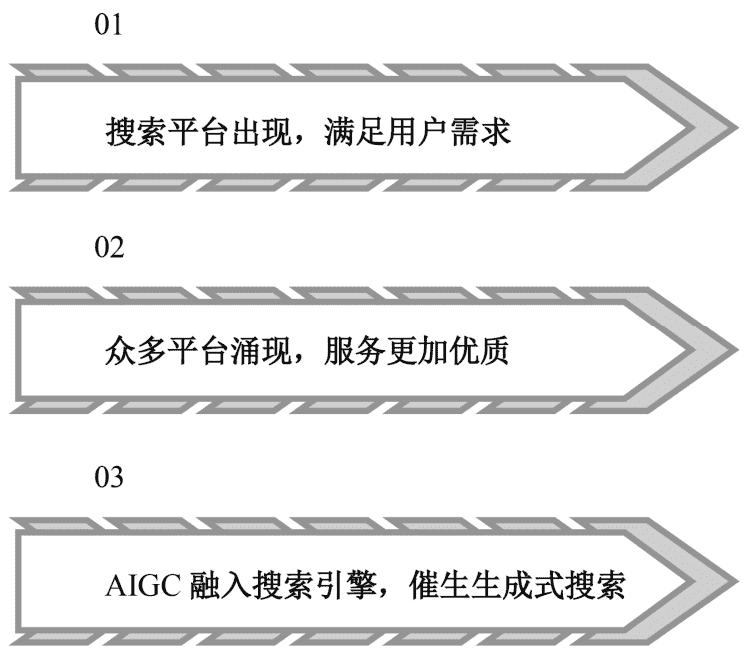 01
搜索平台出现，满足用户需求
02
众多平台涌现，服务更加优质
03
AIGC 融入搜索引擎，催生生成式搜索